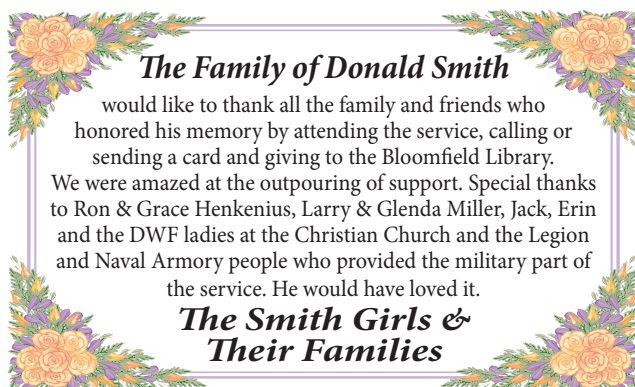 The Family of Donald Smith
would like to thank all the family and friends who
honored his memory by attending the service, calling or
sending a card and giving to the Bloomfield Library.
We were amazed at the outpouring of support. Special thanks
to Ron & Grace Henkenius, Larry & Glenda Miller, Jack, Erin
and the DWF ladies at the Christian Church and the Legion
and Naval Armory people who provided the military part of
the service. He would have loved it.
The Smith Girls &
Their Families